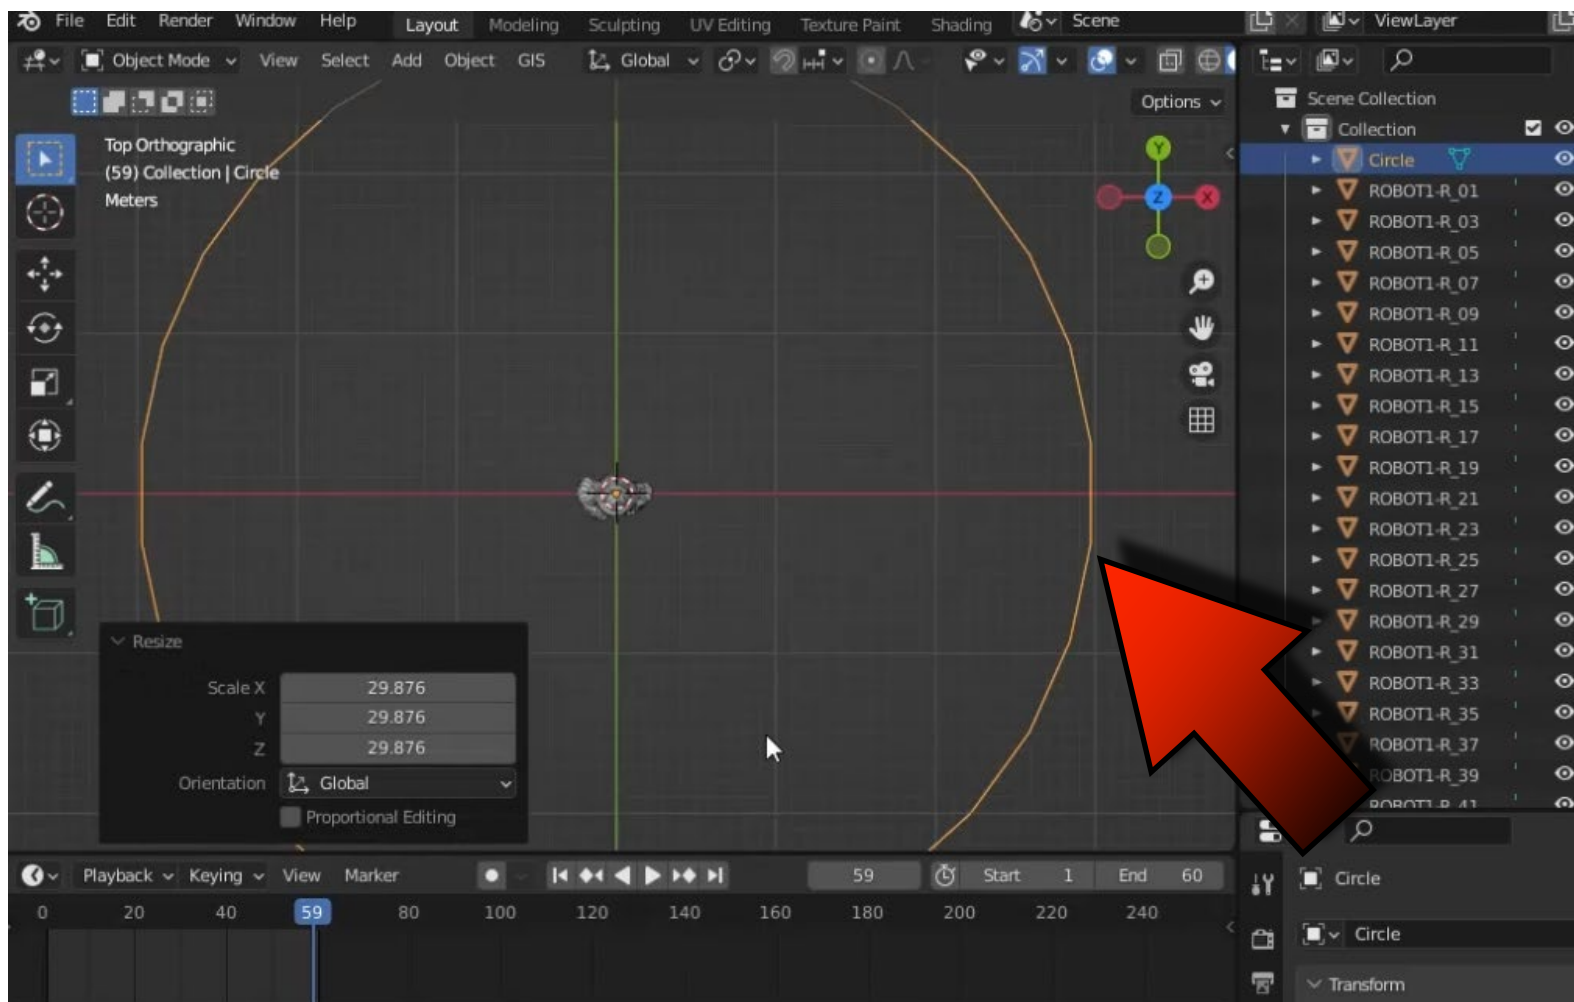 File Edit Render Window Help Layout Modeling Sculpting UV Editing Texture Paint Shading Scene ViewLayer
Object Mode View Select Add Object GIS Global
Options
Top Orthographic
(59) Collection | Circle
Meters
Y
Z
X
Scene Collection
Collection
Circle
ROBOT1-R_01
ROBOT1-R_03
ROBOT1-R_05
ROBOT1-R_07
ROBOT1-R_09
ROBOT1-R_11
ROBOT1-R_13
ROBOT1-R_15
ROBOT1-R_17
ROBOT1-R_19
ROBOT1-R_21
ROBOT1-R_23
ROBOT1-R_25
ROBOT1-R_27
ROBOT1-R_29
ROBOT1-R_31
ROBOT1-R_33
ROBOT1-R_35
ROBOT1-R_37
ROBOT1-R_39
ROBOT1-R_41
Resize
Scale X 29.876
Y 29.876
Z 29.876
Orientation Global
Proportional Editing
Playback Keying View Marker 59 Start 1 End 60
0 20 40 59 80 100 120 140 160 180 200 220 240
Circle
Circle
Transform